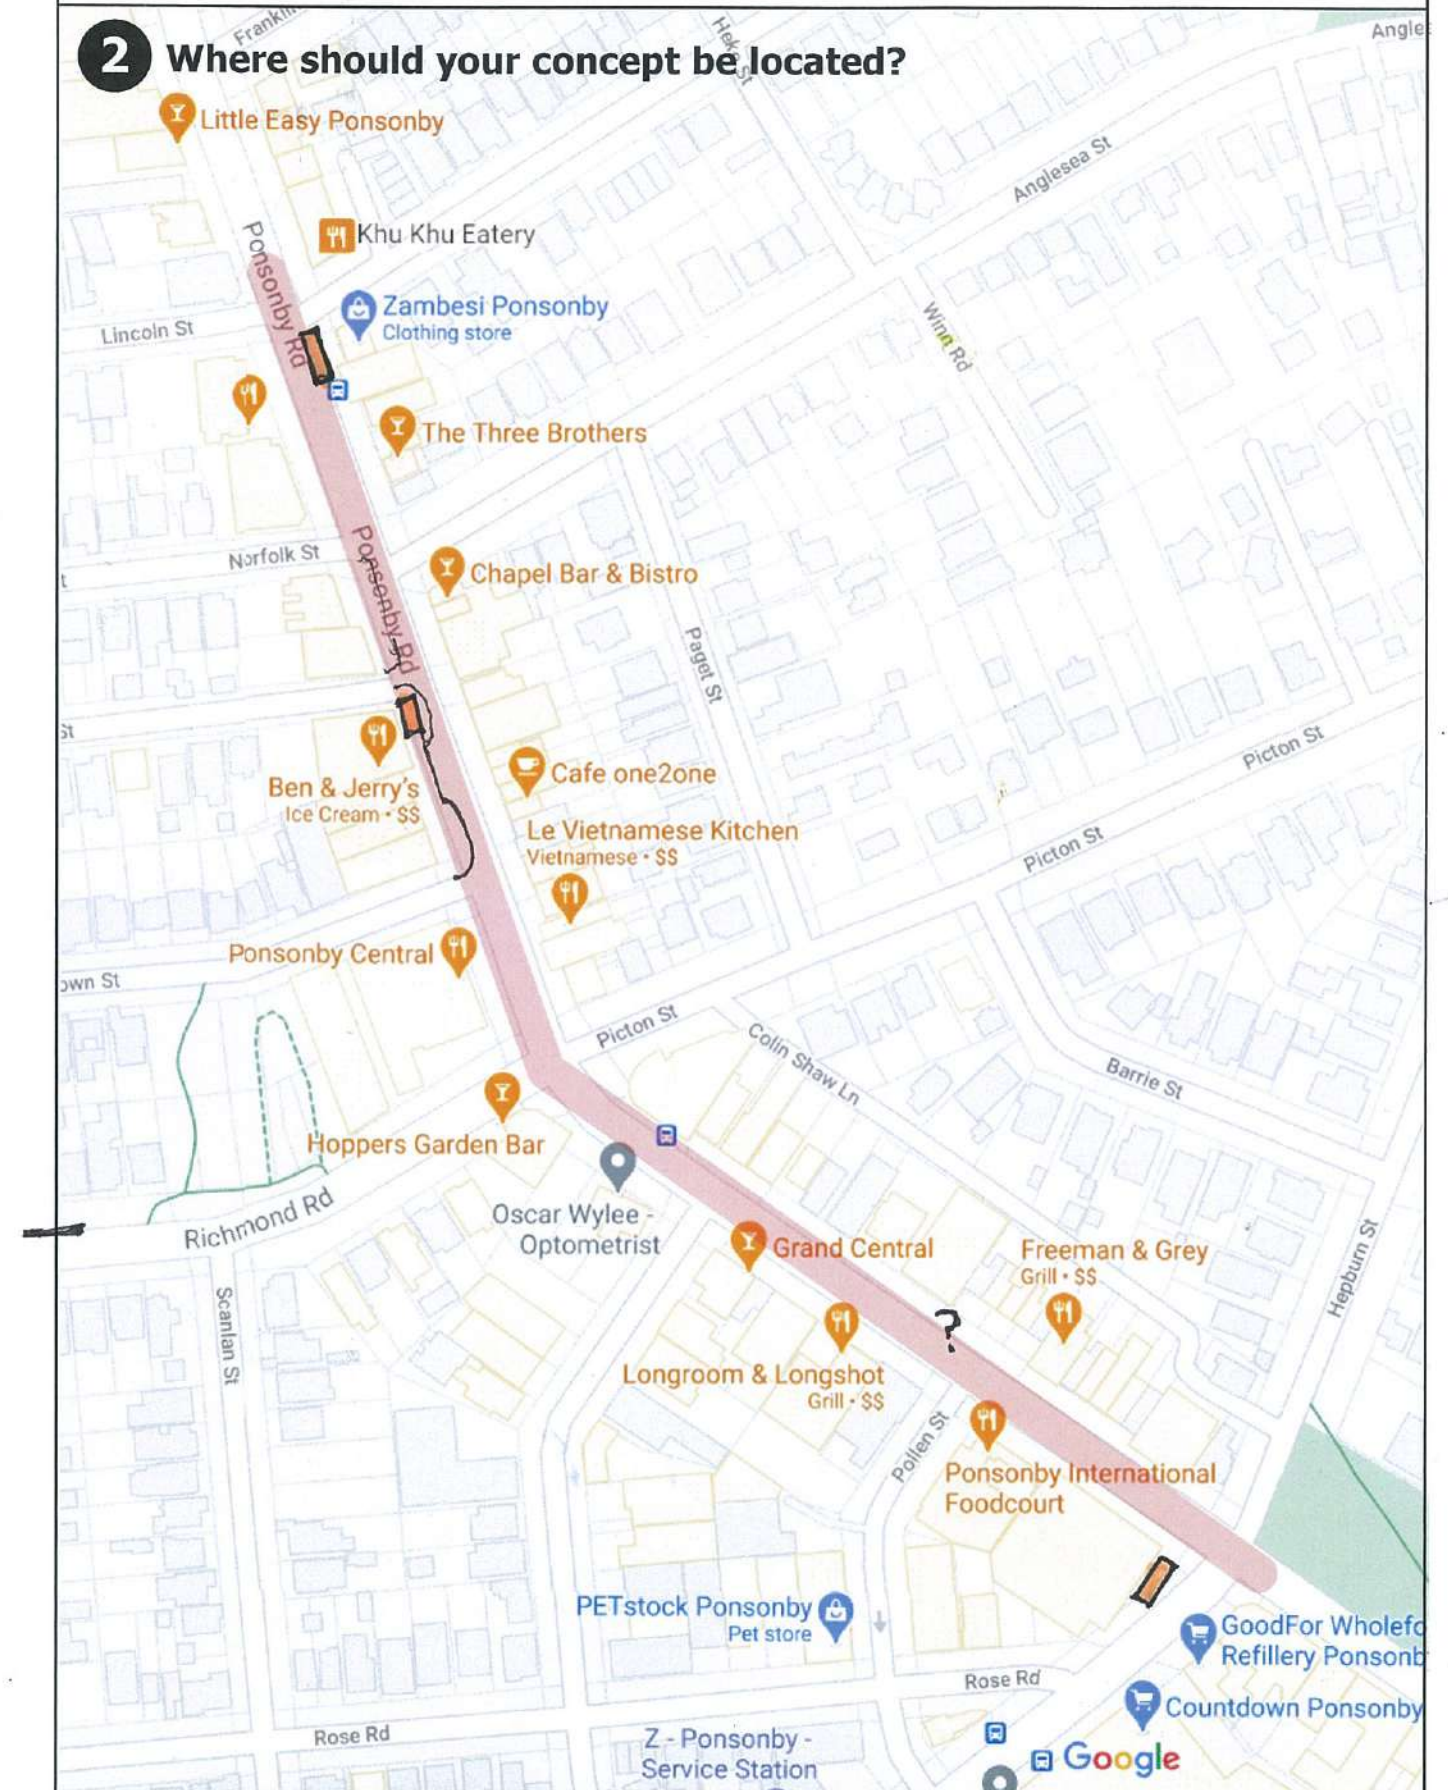 2 Where should your concept be located?
Heke St
Little Easy Ponsonby
Anglesea St
Khu Khu Eatery
Ponsonby Rd
Zambesi Ponsonby
Clothing store
Lincoln St
Winn Rd
The Three Brothers
Norfolk St
Ponsonby Rd
Chapel Bar & Bistro
Paget St
St
Picton St
Ben & Jerry's
Ice Cream • $$
Cafe one2one
Le Vietnamese Kitchen
Vietnamese • $$
Picton St
Ponsonby Central
own St
Picton St
Colin Shaw Ln
Barrie St
Hoppers Garden Bar
Richmond Rd
Oscar Wylee -
Optometrist
Grand Central
Freeman & Grey
Grill • $$
Hepburn St
Scanlan St
?
Longroom & Longshot
Grill • $$
Pollen St
Ponsonby International
Foodcourt
PETstock Ponsonby
Pet store
GoodFor Wholefo
Refillery Ponsonb
Rose Rd
Countdown Ponsonby
Rose Rd
Z - Ponsonby -
Service Station
Google